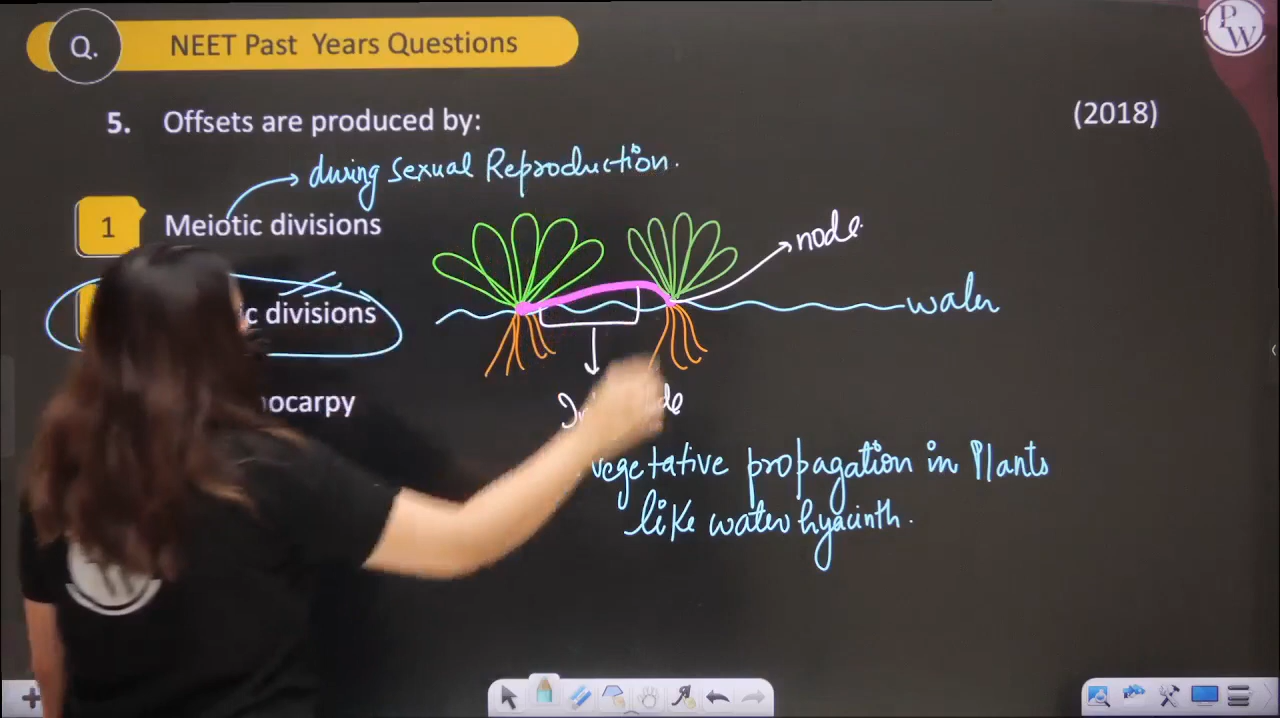 Q. NEET Past Years Questions
PW
5. Offsets are produced by: (2018)
during sexual Reproduction.
1 Meiotic divisions
node
c divisions
water
nocarpy
vegetative propagation in Plants
like water hyacinth.